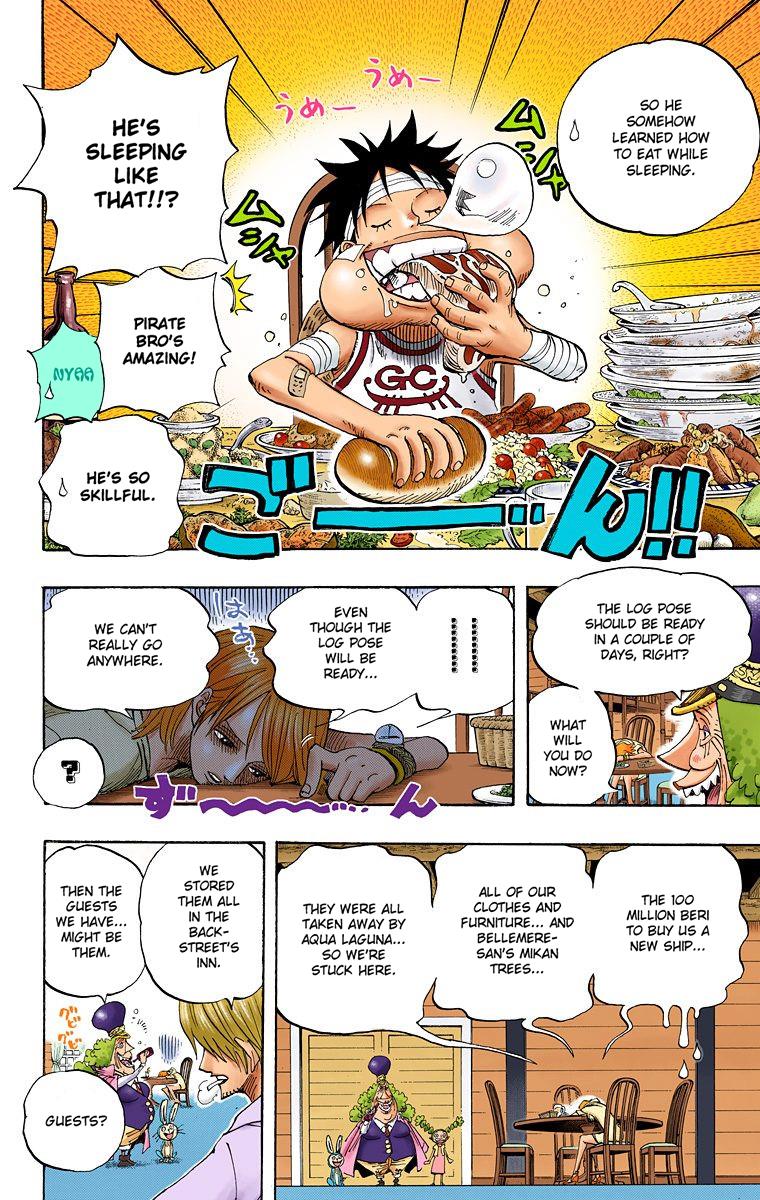 SO HE
SOMEHOW
LEARNED HOW
TO EAT WHILE
SLEEPING.
うめー
うめー
ムシャ
ムシャ
HE'S
SLEEPING
LIKE
THAT!!?
PIRATE
BRO'S
AMAZING!
NYAA
HE'S SO
SKILLFUL.
GC
ごーん!!
THE LOG POSE
SHOULD BE READY
IN A COUPLE OF
DAYS, RIGHT?
WHAT
WILL
YOU DO
NOW?
!!!!!!!!
EVEN
THOUGH THE
LOG POSE
WILL BE
READY...
はぁ…
WE CAN'T
REALLY GO
ANYWHERE.
?
ず〜〜…ん
THE 100
MILLION BERI
TO BUY US A
NEW SHIP...
ALL OF OUR
CLOTHES AND
FURNITURE... AND
BELLEMERE-
SAN'S MIKAN
TREES...
THEY WERE ALL
TAKEN AWAY BY
AQUA LAGUNA...
SO WE'RE
STUCK HERE.
WE
STORED
THEM ALL
IN THE
BACK-
STREET'S
INN.
THEN THE
GUESTS
WE HAVE...
MIGHT BE
THEM.
グビグビ
GUESTS?